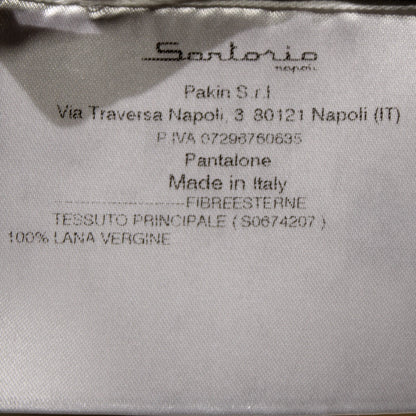 Sartorio
napoli
Pakin S.r.l
Via Traversa Napoli, 3 80121 Napoli (IT)
P.IVA 07296760635
Pantalone
Made in Italy
--------------------------FIBREESTERNE
TESSUTO PRINCIPALE ( S0674207 )
100% LANA VERGINE